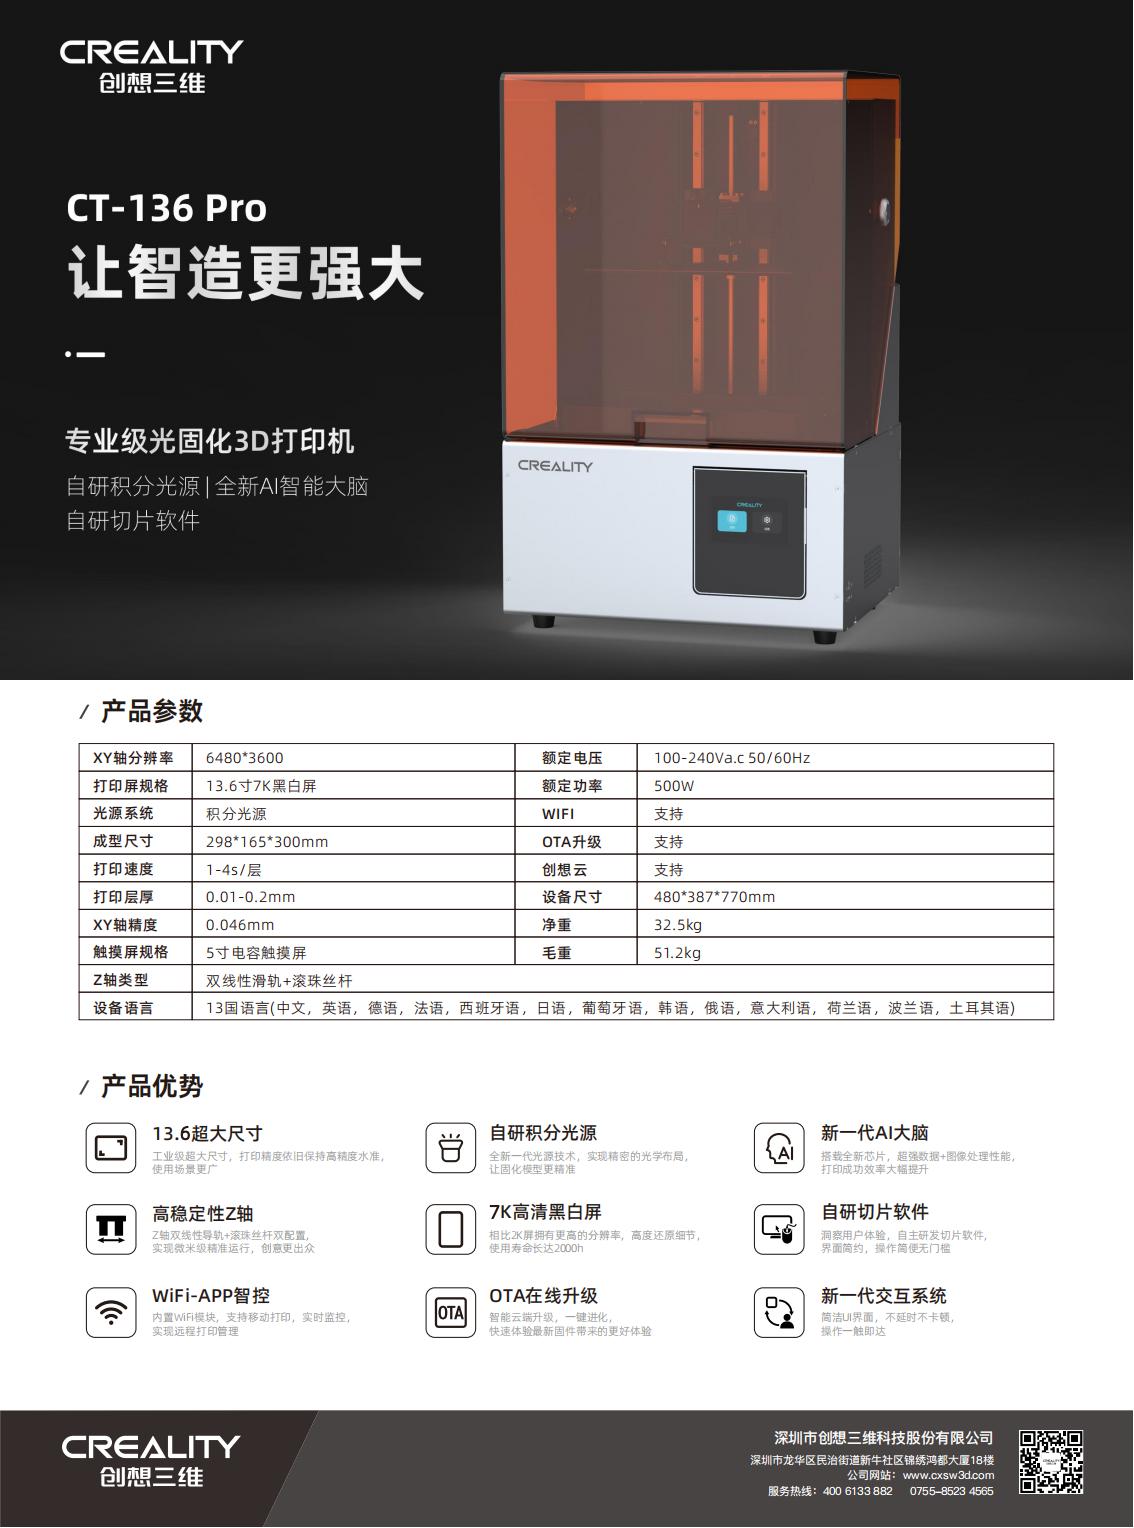 CREALITY
创想三维
CT-136 Pro
让智造更强大
专业级光固化3D打印机
自研积分光源 | 全新AI智能大脑
自研切片软件
CREALITY
CREALITY
产品参数
XY轴分辨率 6480*3600 额定电压 100-240Va.c 50/60Hz
打印屏规格 13.6寸7K黑白屏 额定功率 500W
光源系统 积分光源 WIFI 支持
成型尺寸 298*165*300mm OTA升级 支持
打印速度 1-4s/层 创想云 支持
打印层厚 0.01-0.2mm 设备尺寸 480*387*770mm
XY轴精度 0.046mm 净重 32.5kg
触摸屏规格 5寸电容触摸屏 毛重 51.2kg
Z轴类型 双线性滑轨+滚珠丝杆
设备语言 13国语言(中文，英语，德语，法语，西班牙语，日语，葡萄牙语，韩语，俄语，意大利语，荷兰语，波兰语，土耳其语)
产品优势
13.6超大尺寸
工业级超大尺寸，打印精度依旧保持高精度水准，
使用场景更广
自研积分光源
全新一代光源技术，实现精密的光学布局，
让固化模型更精准
AI
新一代AI大脑
搭载全新芯片，超强数据+图像处理性能，
打印成功效率大幅提升
高稳定性Z轴
Z轴双线性导轨+滚珠丝杆双配置，
实现微米级精准运行，创意更出众
7K高清黑白屏
相比2K屏拥有更高的分辨率，高度还原细节，
使用寿命长达2000h
自研切片软件
洞察用户体验，自主研发切片软件，
界面简约，操作简便无门槛
WiFi-APP智控
内置WiFi模块，支持移动打印，实时监控，
实现远程打印管理
OTA
OTA在线升级
智能云端升级，一键进化，
快速体验最新固件带来的更好体验
新一代交互系统
简洁UI界面，不延时不卡顿，
操作一触即达
CREALITY
创想三维
深圳市创想三维科技股份有限公司
深圳市龙华区民治街道新牛社区锦绣鸿都大厦18楼
公司网站：www.cxsw3d.com
服务热线：400 6133 882 0755-8523 4565